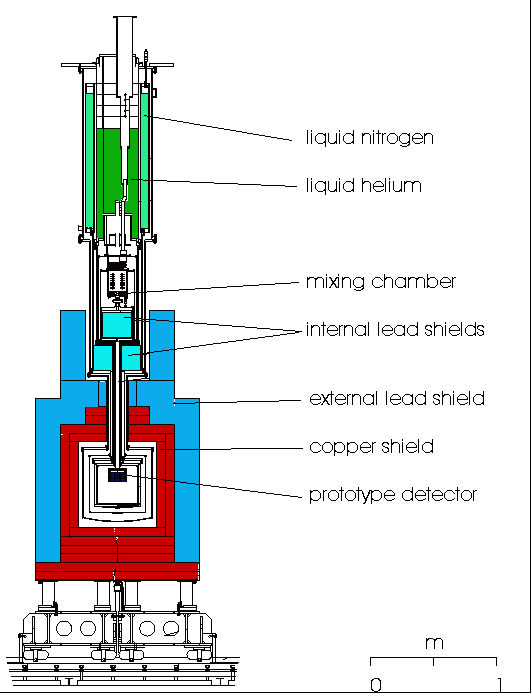 liquid nitrogen
liquid helium
mixing chamber
internal lead shields
external lead shield
copper shield
prototype detector
m
0 1